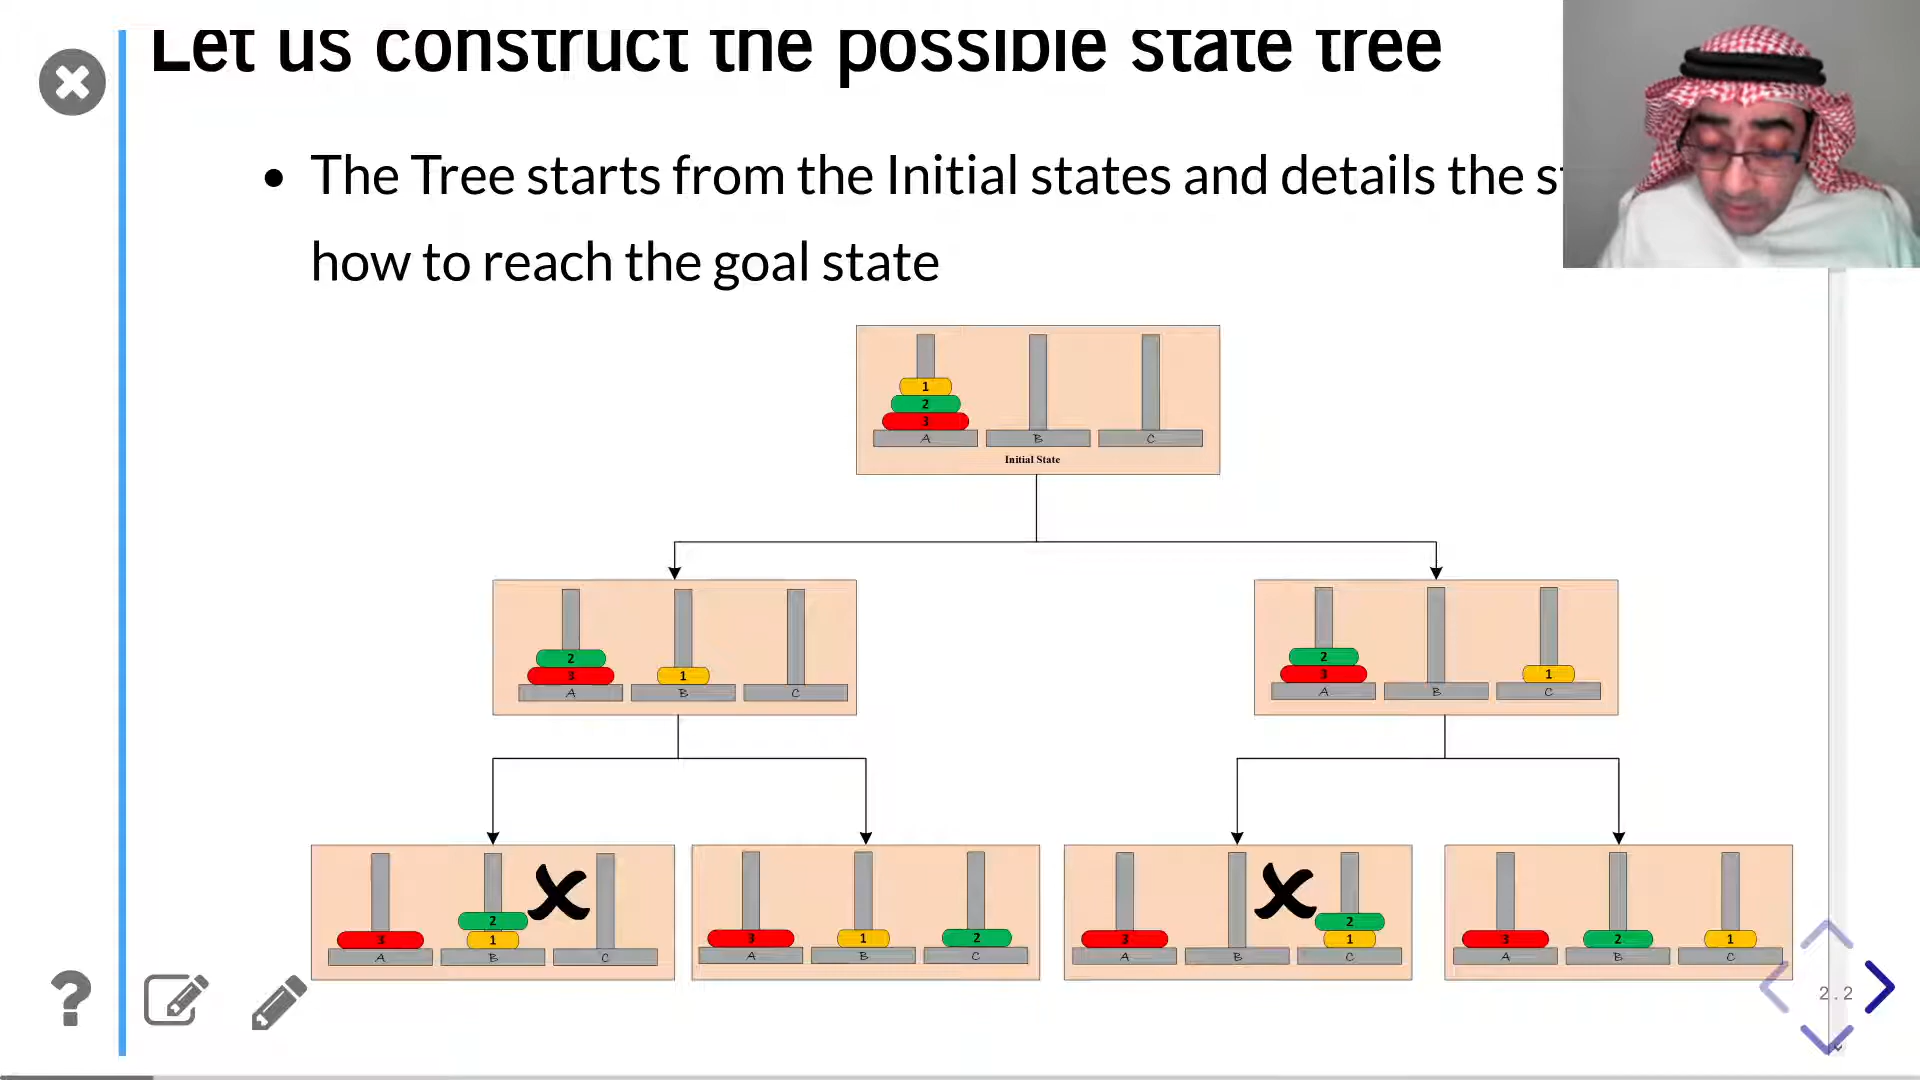 Let us construct the possible state tree
The Tree starts from the Initial states and details the
how to reach the goal state
1
2
3
A B C
Initial State
2
3 1
A B C
2
3 1
A B C
2
3 1
A B C
3 1 2
A B C
2
3 1
A B C
3 2 1
A B C
2.2